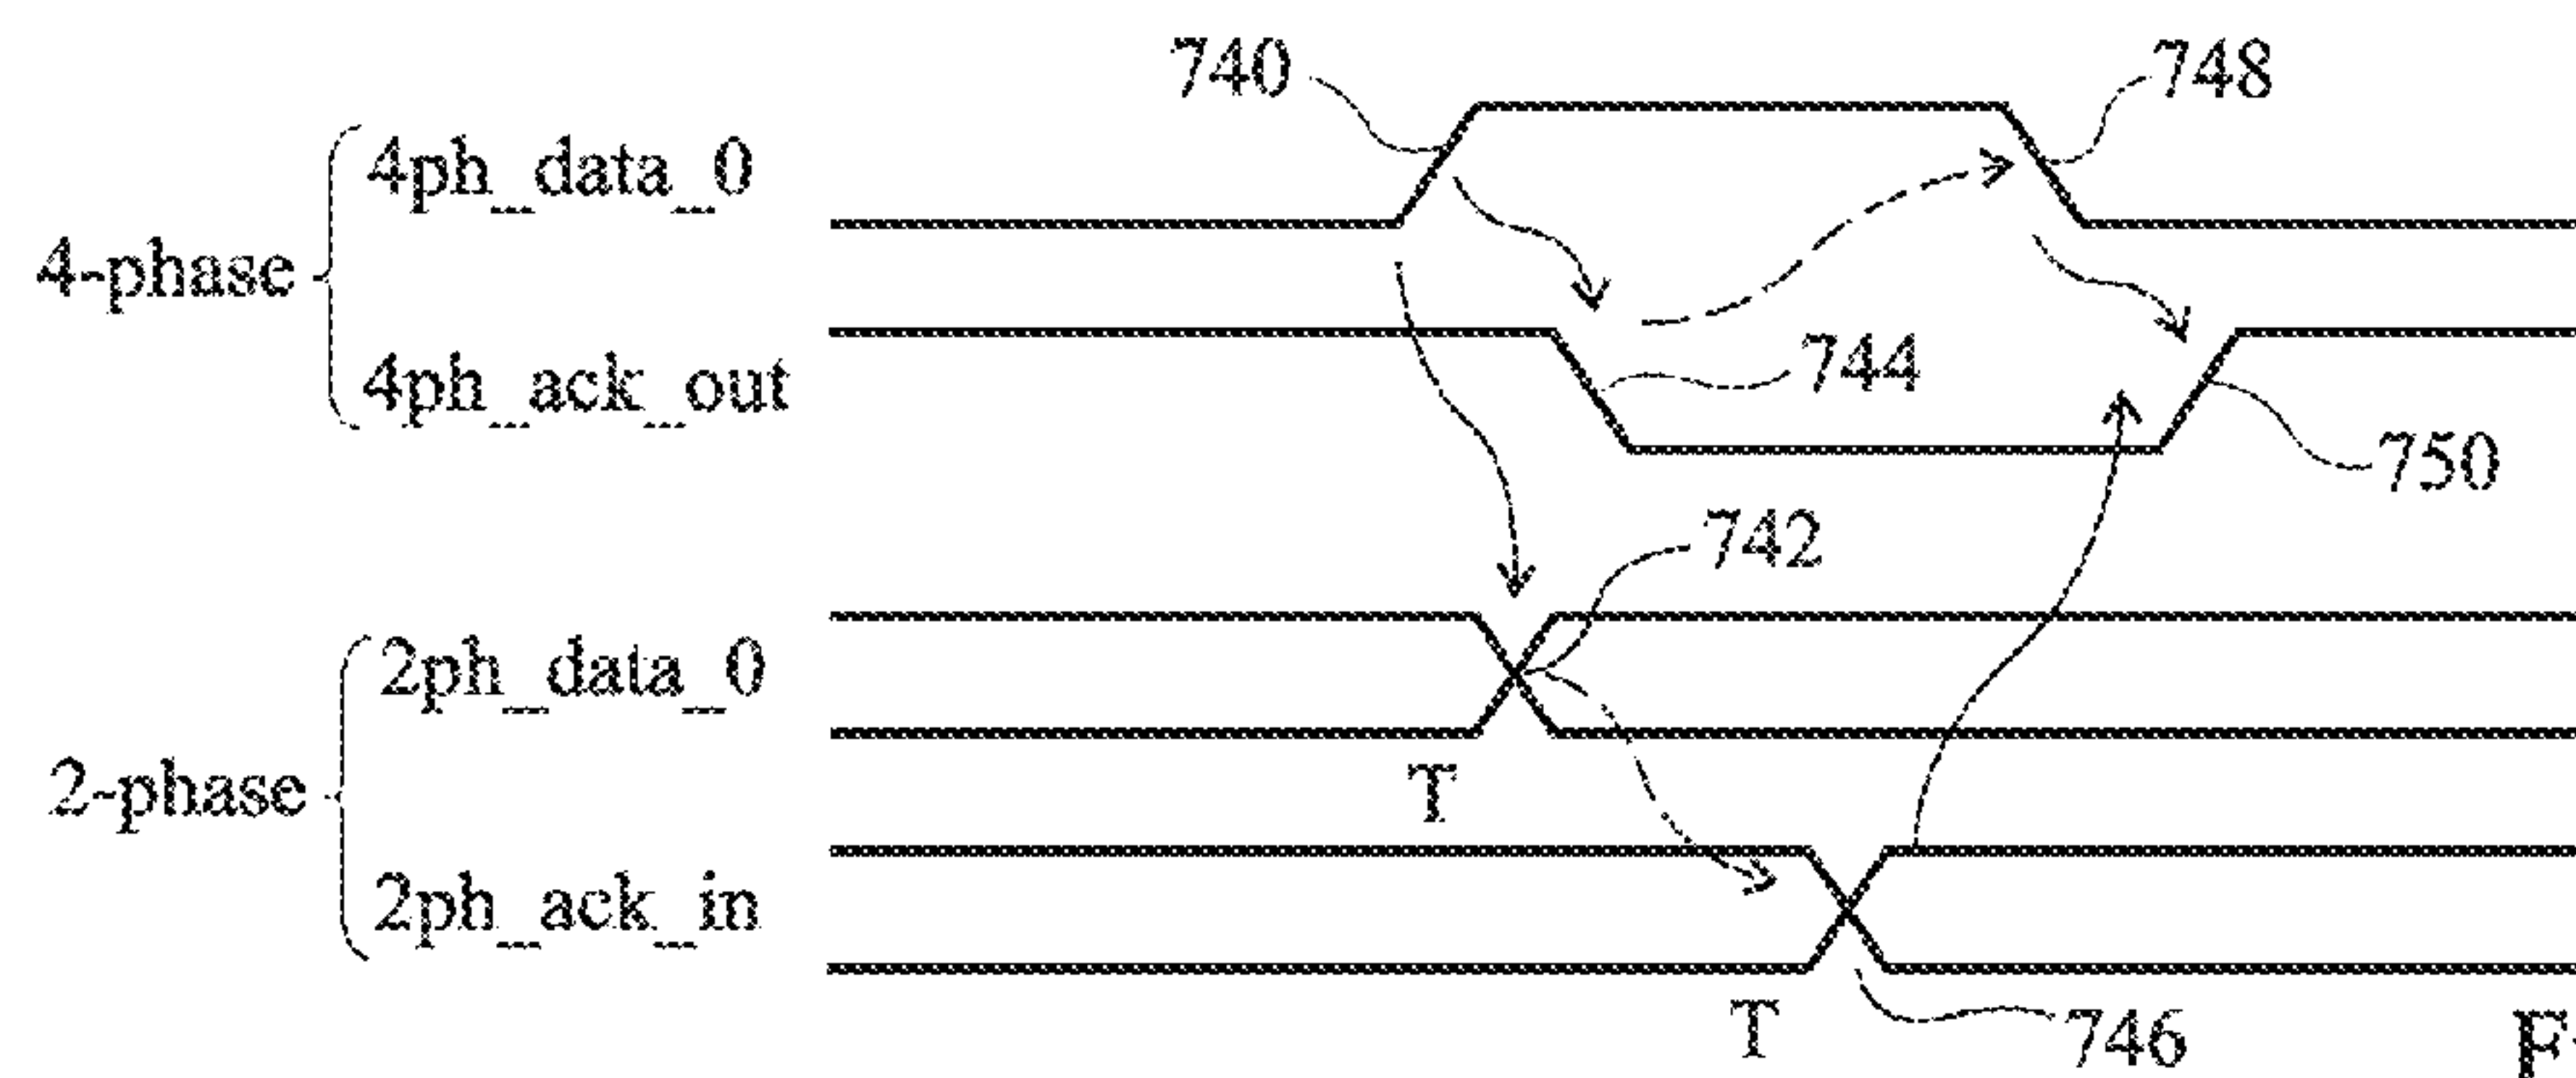 740
748
4ph_data_0
4-phase
4ph_ack_out
744
750
742
2ph_data_0
2-phase
T
2ph_ack_in
T
746
F